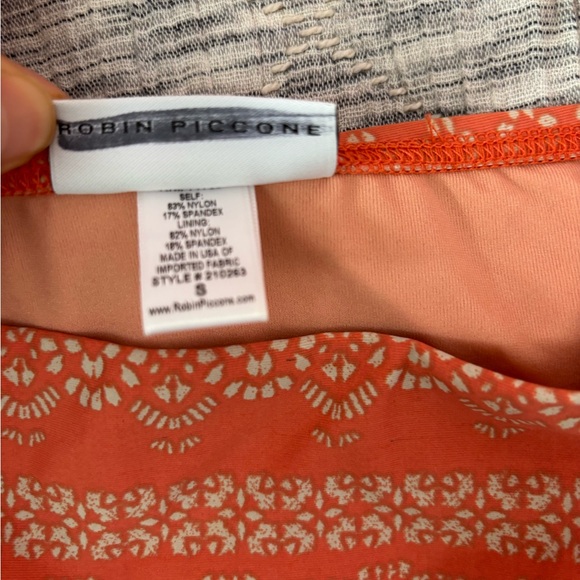 ROBIN PICCONE
SELF:
83% NYLON
17% SPANDEX
LINING:
82% NYLON
18% SPANDEX
MADE IN USA OF
IMPORTED FABRIC
STYLE # 210263
S
www.RobinPiccone.com